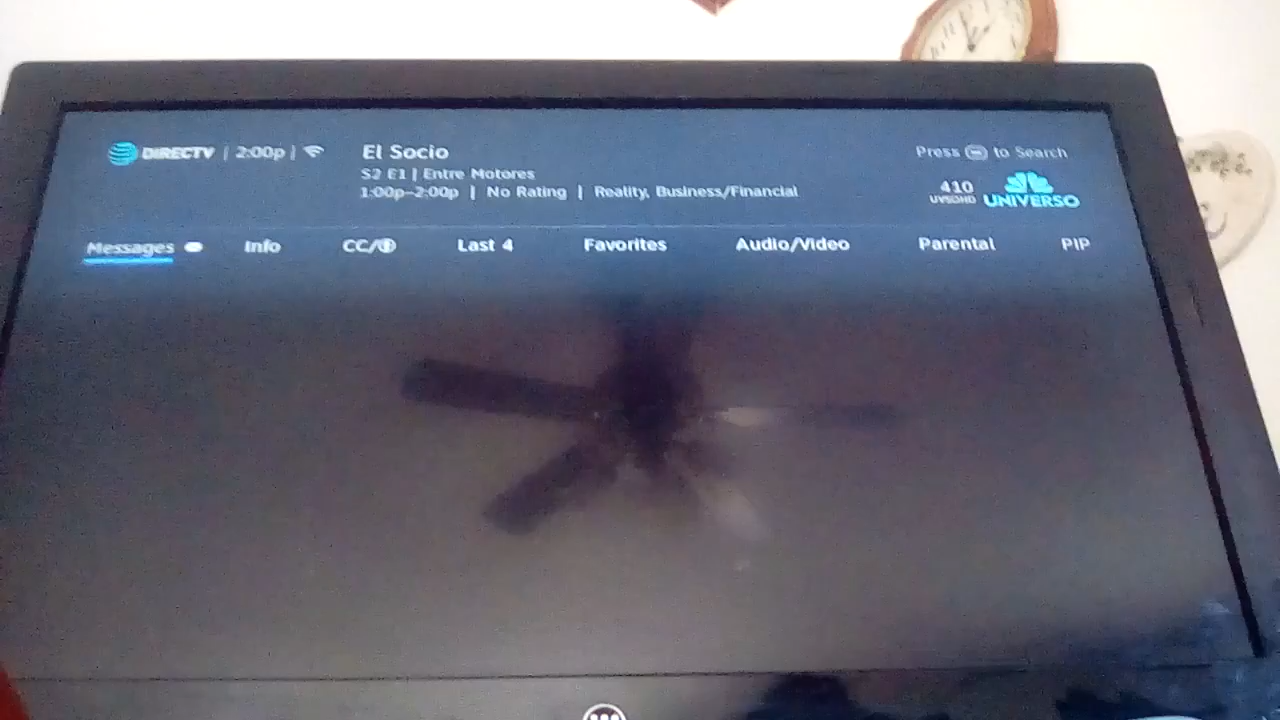 DIRECTV | 2:00p |
El Socio
S2 E1 | Entre Motores
1:00p–2:00p | No Rating | Reality, Business/Financial
Press to Search
410
UVSOHD
UNIVERSO
Messages Info CC/ Last 4 Favorites Audio/Video Parental PIP